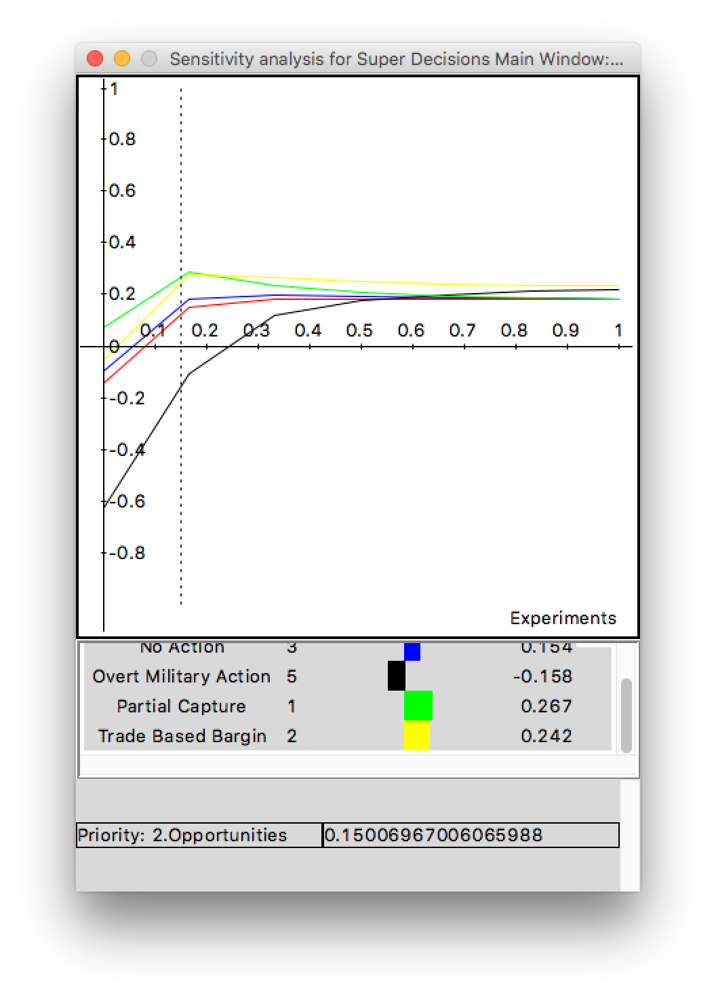 Sensitivity analysis for Super Decisions Main Window:...
1
0.8
0.6
0.4
0.2
0.1 0.2 0.3 0.4 0.5 0.6 0.7 0.8 0.9 1
0
-0.2
-0.4
-0.6
-0.8
Experiments
No Action 3 0.154
Overt Military Action 5 -0.158
Partial Capture 1 0.267
Trade Based Bargin 2 0.242
Priority: 2.Opportunities 0.15006967006065988